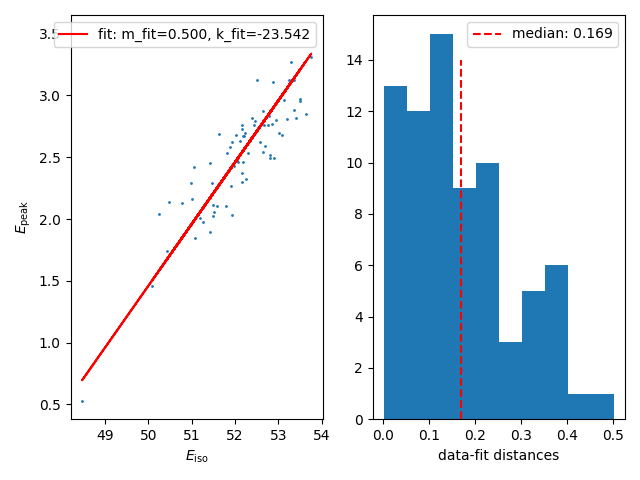 fit: m_fit=0.500, k_fit=-23.542
3.5
3.0
2.5
2.0
1.5
1.0
0.5
E_peak
49 50 51 52 53 54
E_iso
median: 0.169
14
12
10
8
6
4
2
0
0.0 0.1 0.2 0.3 0.4 0.5
data-fit distances